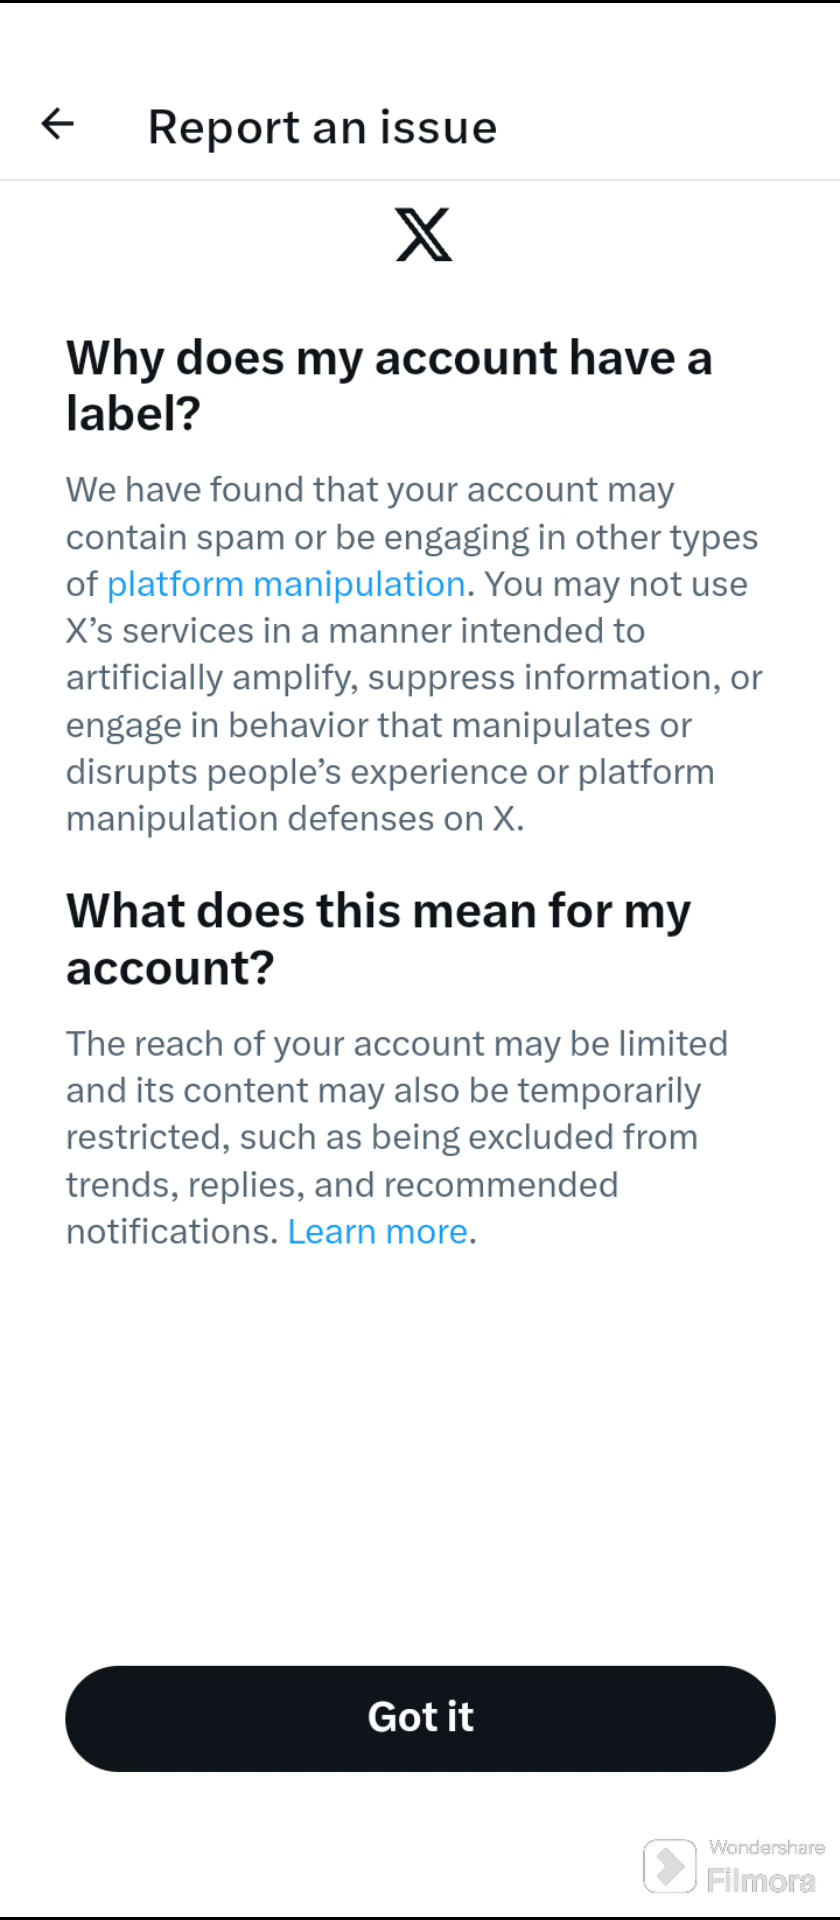 Report an issue
Why does my account have a
label?
We have found that your account may
contain spam or be engaging in other types
of platform manipulation. You may not use
X’s services in a manner intended to
artificially amplify, suppress information, or
engage in behavior that manipulates or
disrupts people’s experience or platform
manipulation defenses on X.
What does this mean for my
account?
The reach of your account may be limited
and its content may also be temporarily
restricted, such as being excluded from
trends, replies, and recommended
notifications. Learn more.
Got it
Wondershare
Filmora